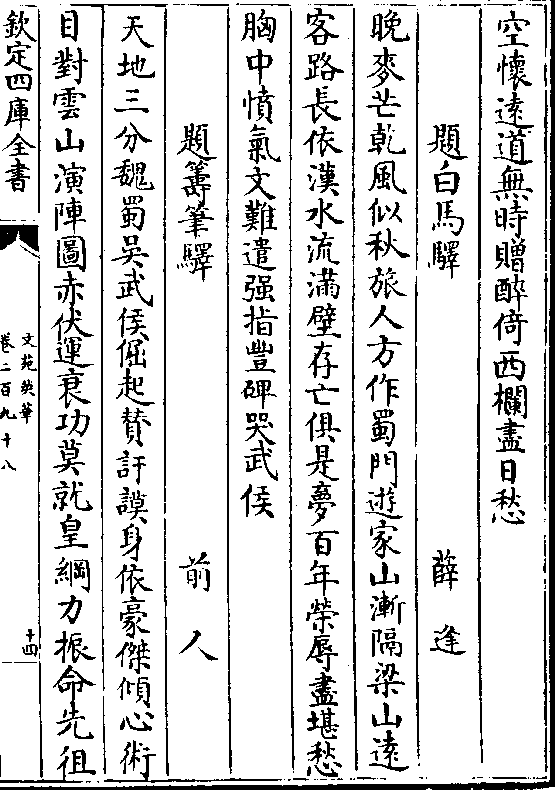 空懷遠道無時贈醉倚西欄盡日愁
題白馬驛　薛逢
晚麥芒乾風似秋旅人方作蜀門遊家山漸隔梁山遠
客路長依漢水流滿壁存亡俱是夢百年榮辱盡堪愁
胸中憤氣文難遣强指豐碑哭武侯
題籌筆驛　前人
天地三分魏蜀吳武侯倔起賛訏謨身依豪傑傾心術
目對雲山演陣圖赤伏運衰功莫就皇綱力振命先徂
欽定四庫全書
文苑英華
卷二百九十八
十四